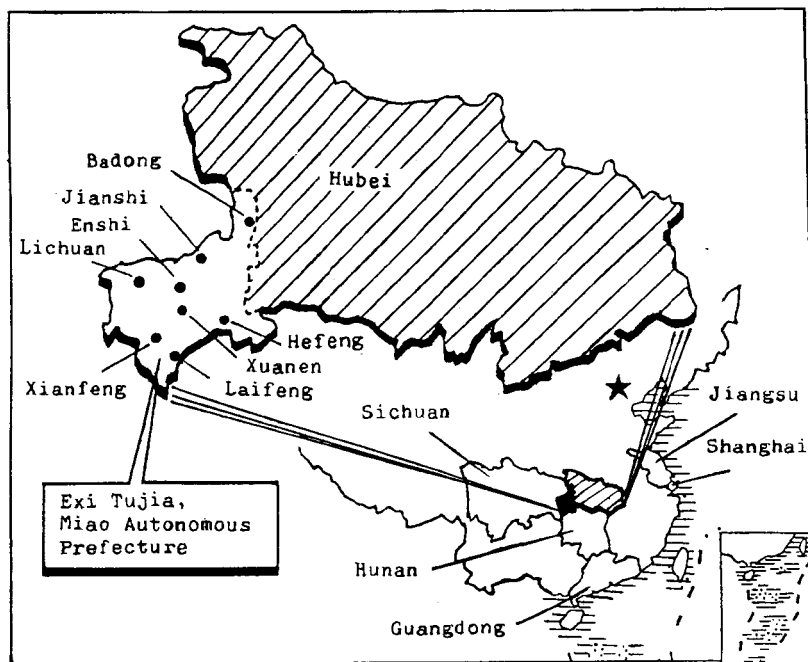 Badong
Hubei
Jianshi
Enshi
Lichuan
Hefeng
Xuanen
Xianfeng
Laifeng
Sichuan
Jiangsu
Shanghai
Exi Tujia,
Miao Autonomous
Prefecture
Hunan
Guangdong